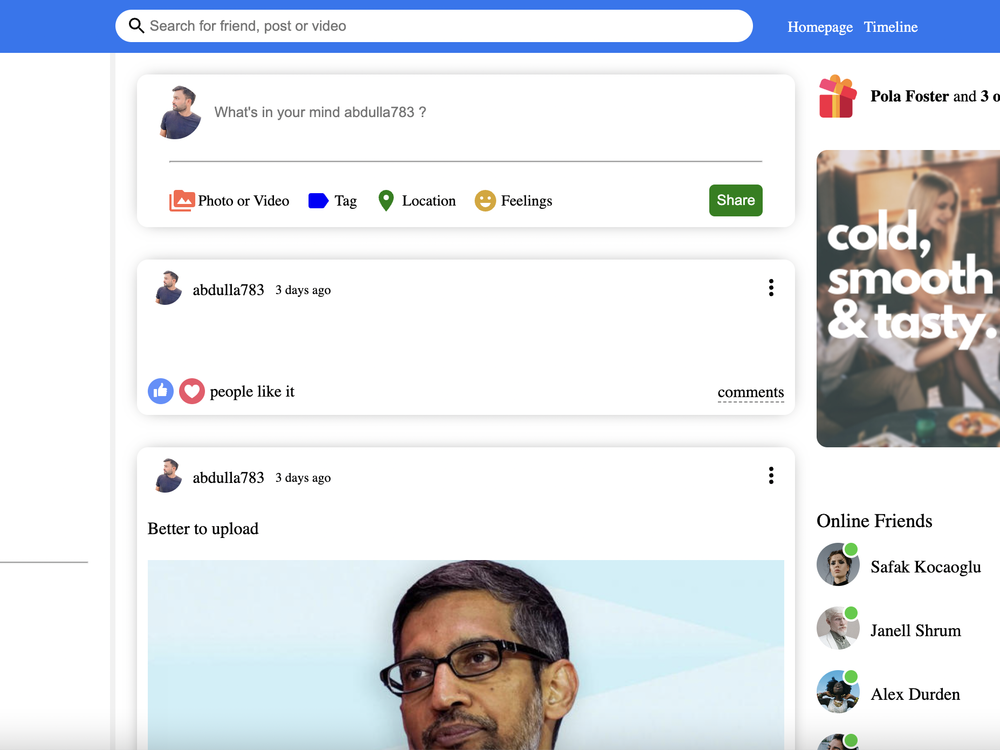 Search for friend, post or video
Homepage Timeline
What's in your mind abdulla783 ?
Photo or Video Tag Location Feelings Share
abdulla783 3 days ago
people like it comments
abdulla783 3 days ago
Better to upload
Pola Foster and 3 o
cold,
smooth
& tasty.
Online Friends
Safak Kocaoglu
Janell Shrum
Alex Durden